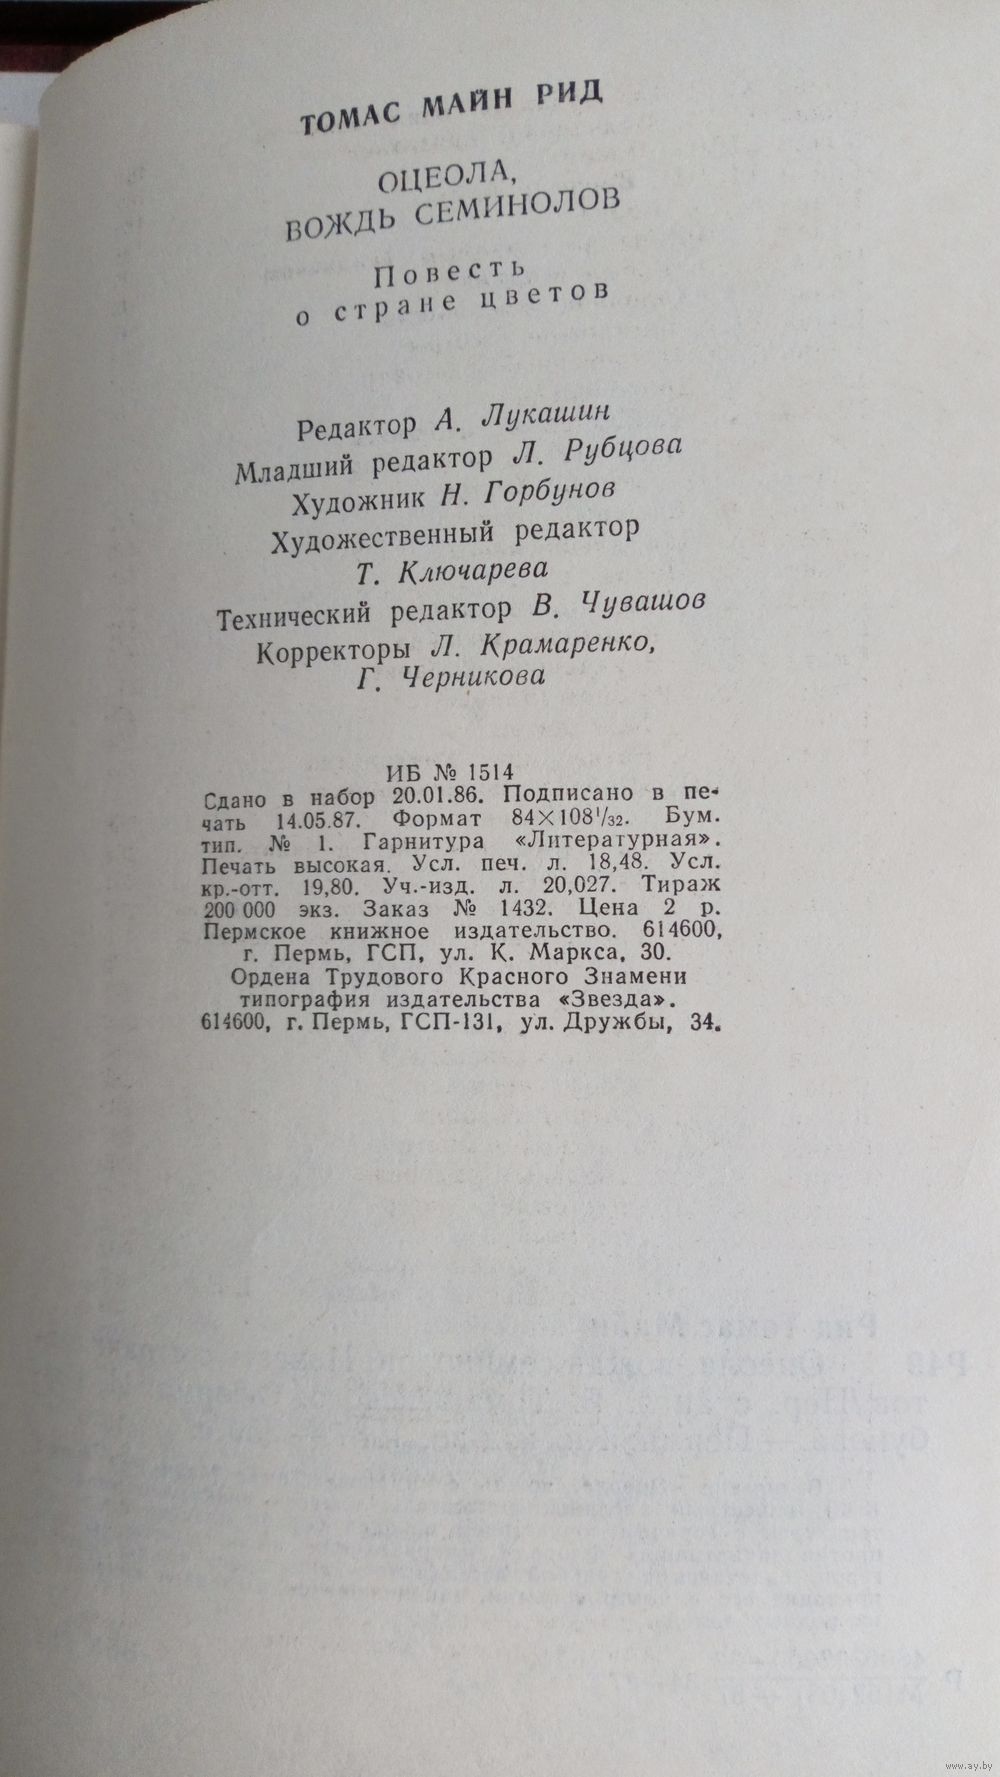 ТОМАС МАЙН РИД
ОЦЕОЛА,
ВОЖДЬ СЕМИНОЛОВ
Повесть
о стране цветов
Редактор А. Лукашин
Младший редактор Л. Рубцова
Художник Н. Горбунов
Художественный редактор
Т. Ключарева
Технический редактор В. Чувашов
Корректоры Л. Крамаренко,
Г. Черникова
ИБ № 1514
Сдано в набор 20.01.86. Подписано в пе-
чать 14.05.87. Формат 84×108¹/₃₂. Бум.
тип. № 1. Гарнитура «Литературная».
Печать высокая. Усл. печ. л. 18,48. Усл.
кр.-отт. 19,80. Уч.-изд. л. 20,027. Тираж
200 000 экз. Заказ № 1432. Цена 2 р.
Пермское книжное издательство. 614600,
г. Пермь, ГСП, ул. К. Маркса, 30.
Ордена Трудового Красного Знамени
типография издательства «Звезда».
614600, г. Пермь, ГСП-131, ул. Дружбы, 34.
www.ay.by